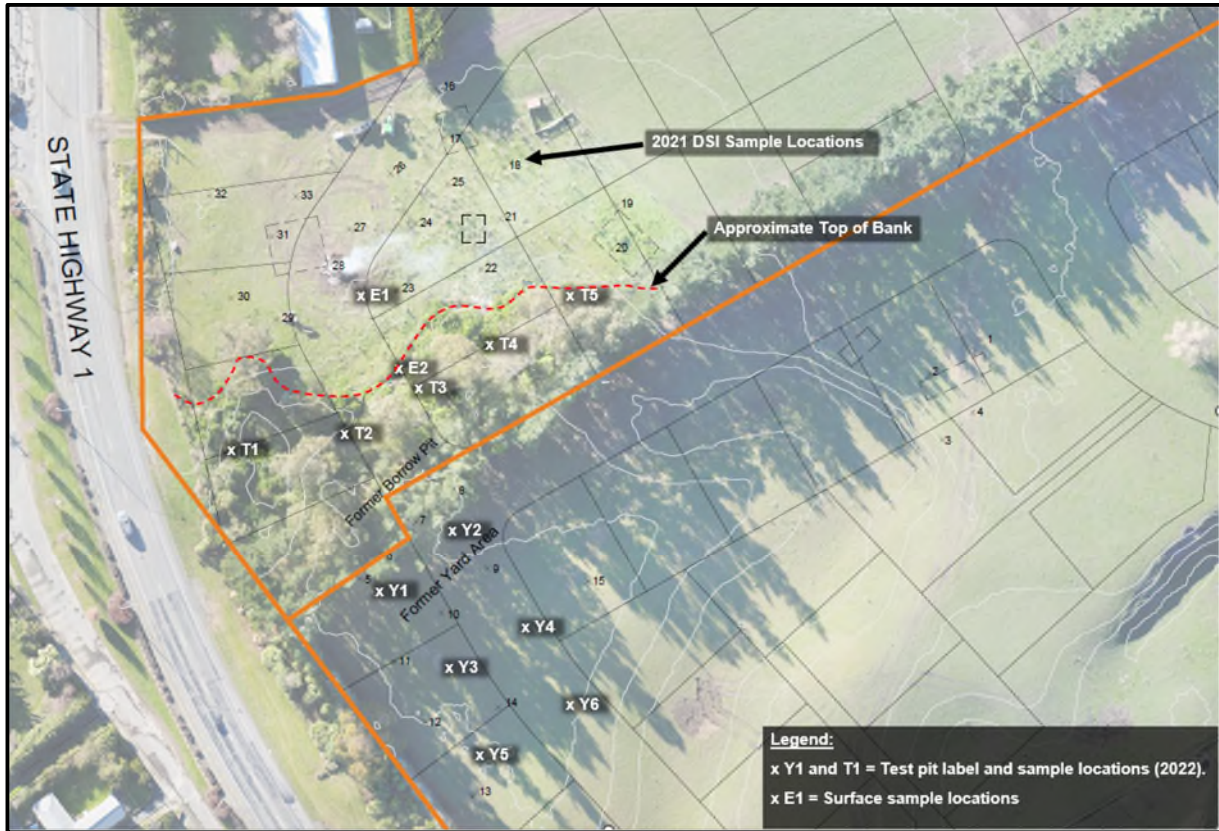 16
17
2021 DSI Sample Locations
18
26
25
32
33
19
24
21
27
31
20
Approximate Top of Bank
28
22
23
30
x E1
x T5
29
STATE HIGHWAY 1
x T4
1
x E2
2
x T3
4
x T2
3
x T1
Former Borrow Pit
8
7
x Y2
6
Former Yard Area
9
5
15
x Y1
10
x Y4
11
x Y3
14
x Y6
12
x Y5
13
Legend:
x Y1 and T1 = Test pit label and sample locations (2022).
x E1 = Surface sample locations